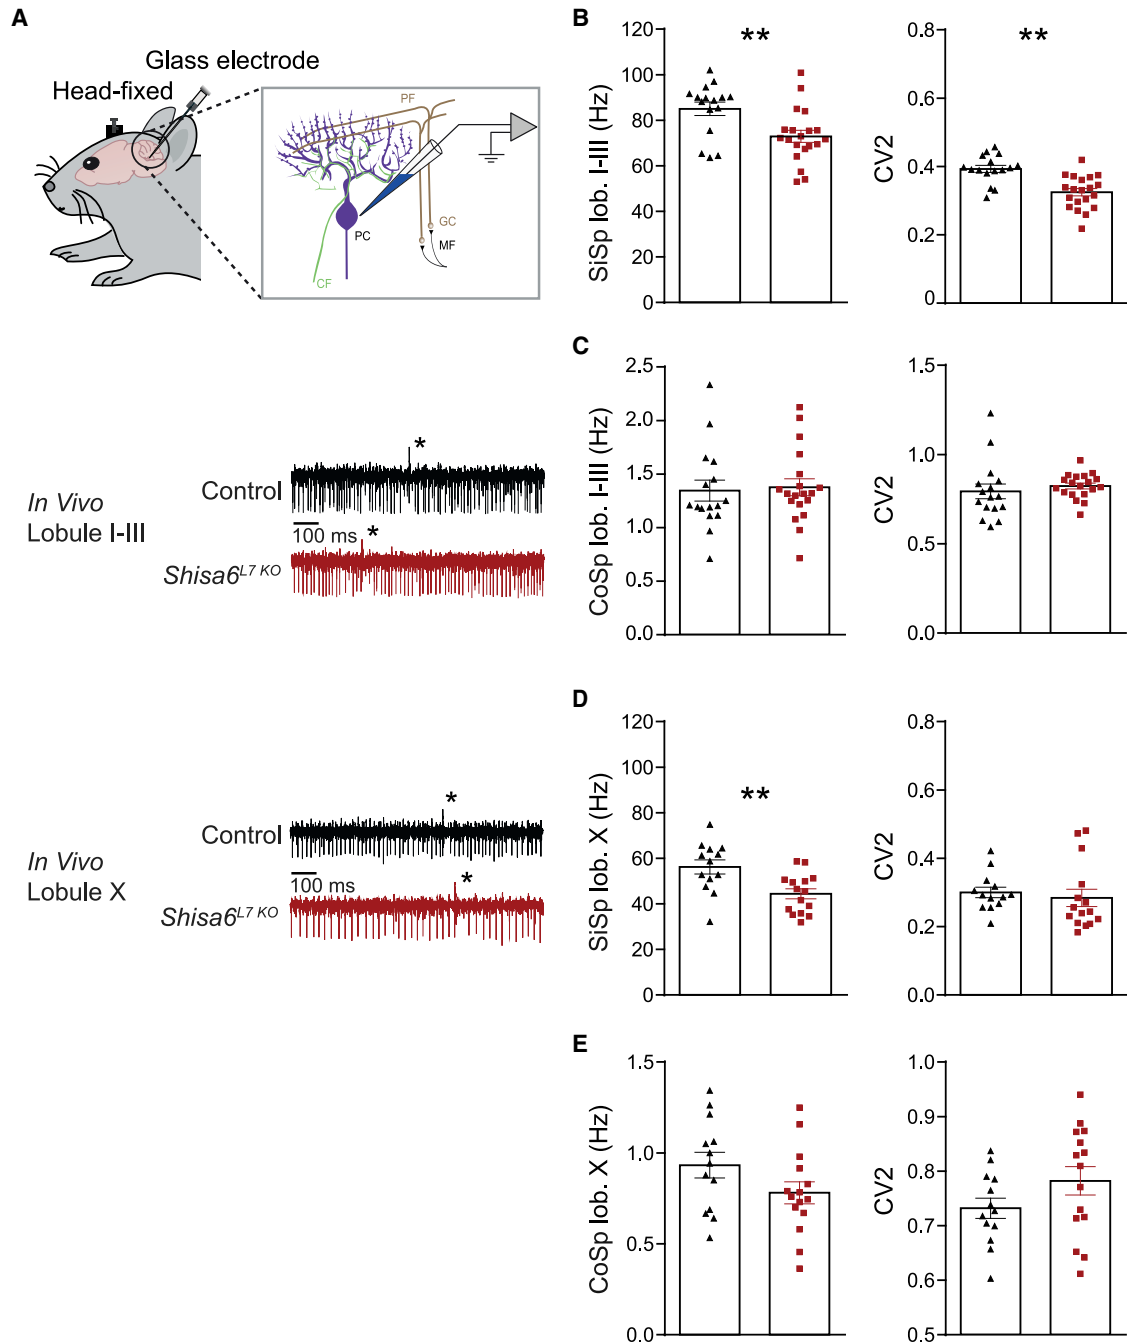 A
Glass electrode
Head-fixed
PF
GC
PC
MF
CF
In Vivo
Lobule I-III
Control
*
100 ms
*
Shisa6L7 KO
In Vivo
Lobule X
Control
*
100 ms
*
Shisa6L7 KO
B
SiSp lob. I-III (Hz)
120
100
80
60
40
20
0
**
CV2
0.8
0.6
0.4
0.2
0
**
C
CoSp lob. I-III (Hz)
2.5
2.0
1.5
1.0
0.5
0.0
CV2
1.5
1.0
0.5
0.0
D
SiSp lob. X (Hz)
120
100
80
60
40
20
0
**
CV2
0.8
0.6
0.4
0.2
0.0
E
CoSp lob. X (Hz)
1.5
1.0
0.5
0.0
CV2
1.0
0.9
0.8
0.7
0.6
0.5